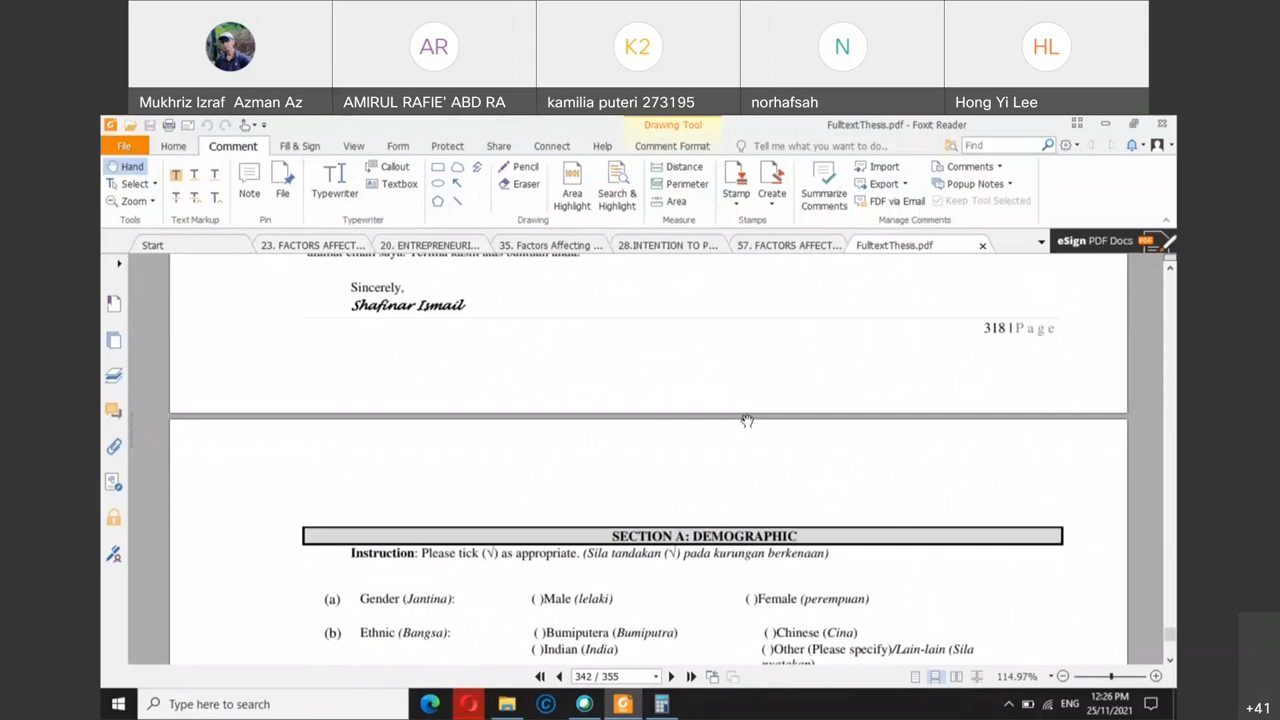 AR
K2
N
HL
Mukhriz Izraf Azman Az
AMIRUL RAFIE' ABD RA
kamilia puteri 273195
norhafsah
Hong Yi Lee
Drawing Tool
FulltextThesis.pdf - Foxit Reader
File
Home
Comment
Fill & Sign
View
Form
Protect
Share
Connect
Help
Comment Format
Tell me what you want to do..
Find
Hand
Select
Zoom
Tools
Text Markup
Note
File
Pin
Typewriter
Callout
Textbox
Typewriter
Pencil
Eraser
Drawing
Area
Highlight
Search &
Highlight
Distance
Perimeter
Area
Measure
Stamp
Create
Stamps
Summarize
Comments
Import
Export
FDF via Email
Comments
Popup Notes
Keep Tool Selected
Manage Comments
Start
23. FACTORS AFFECT...
20. ENTREPRENEURI...
35. Factors Affecting ...
28.INTENTION TO P...
57. FACTORS AFFECT...
FulltextThesis.pdf
eSign PDF Docs
Sincerely,
Shafinar Ismail
318 | P a g e
SECTION A: DEMOGRAPHIC
Instruction: Please tick (√) as appropriate. (Sila tandakan (√) pada kurungan berkenaan)
(a) Gender (Jantina): ( )Male (lelaki) ( )Female (perempuan)
(b) Ethnic (Bangsa): ( )Bumiputera (Bumiputra) ( )Chinese (Cina)
( )Indian (India) ( )Other (Please specify)/Lain-lain (Sila
342 / 355
114.97%
Type here to search
ENG
12:26 PM
25/11/2021
+41